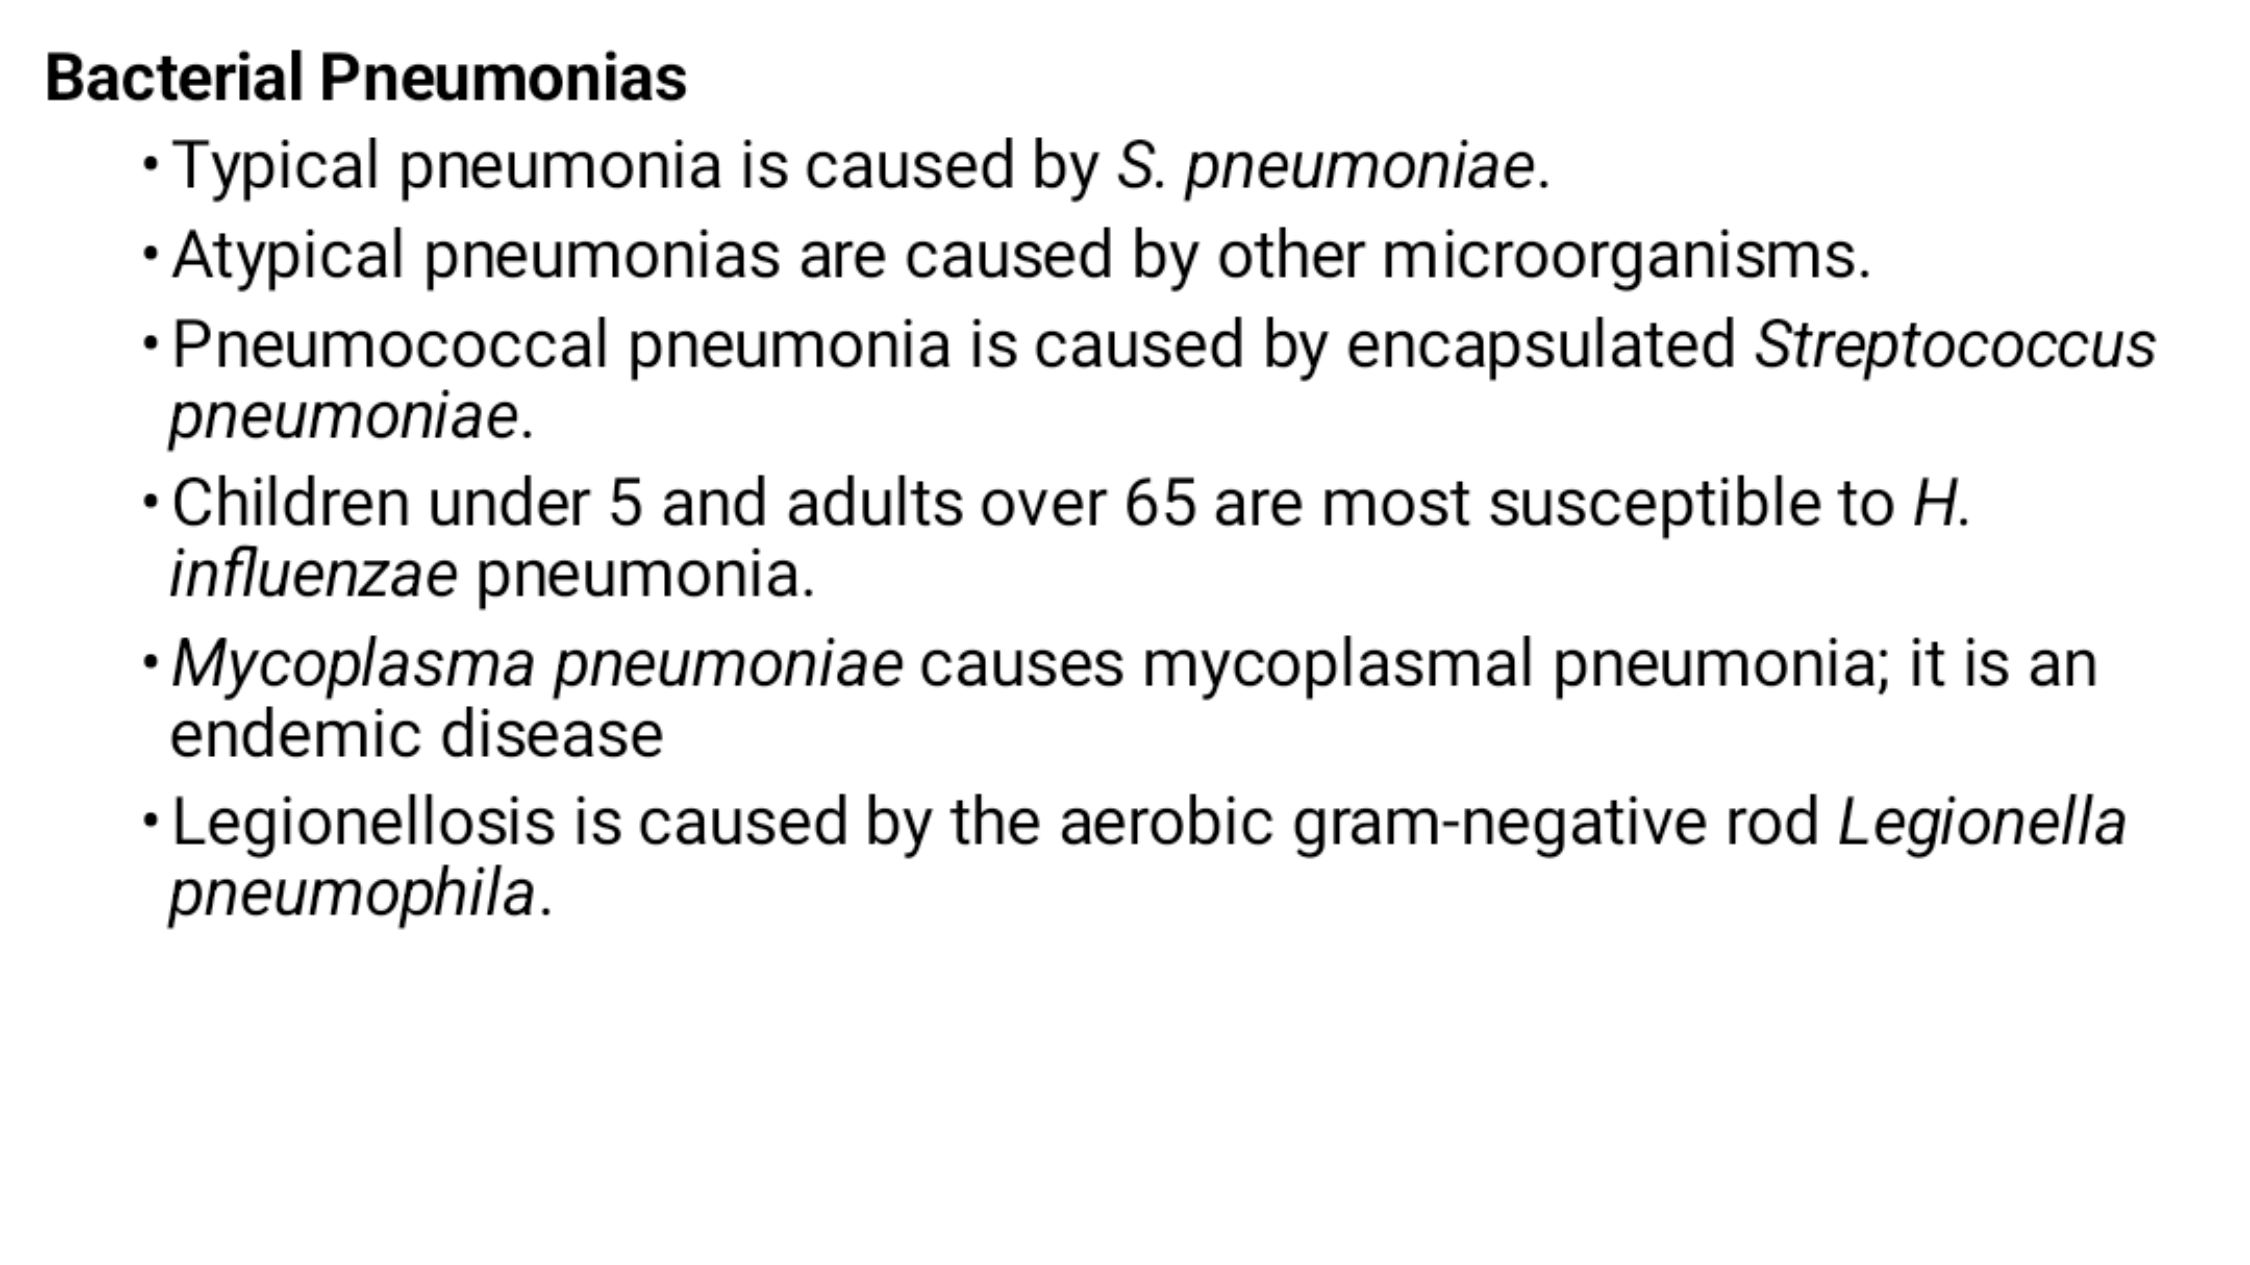 Bacterial Pneumonias
• Typical pneumonia is caused by S. pneumoniae.
• Atypical pneumonias are caused by other microorganisms.
• Pneumococcal pneumonia is caused by encapsulated Streptococcus
pneumoniae.
• Children under 5 and adults over 65 are most susceptible to H.
influenzae pneumonia.
• Mycoplasma pneumoniae causes mycoplasmal pneumonia; it is an
endemic disease
• Legionellosis is caused by the aerobic gram-negative rod Legionella
pneumophila.